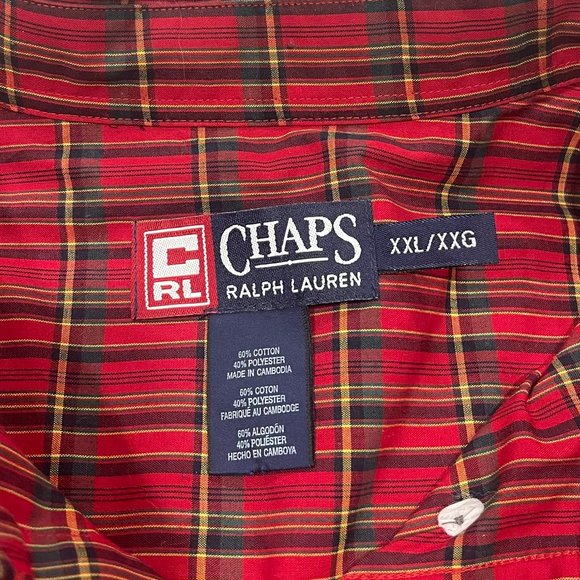 C
RL
CHAPS
RALPH LAUREN
XXL/XXG
60% COTTON
40% POLYESTER
MADE IN CAMBODIA
60% COTON
40% POLYESTER
FABRIQUÉ AU CAMBODGE
60% ALGODÓN
40% POLIÉSTER
HECHO EN CAMBOYA